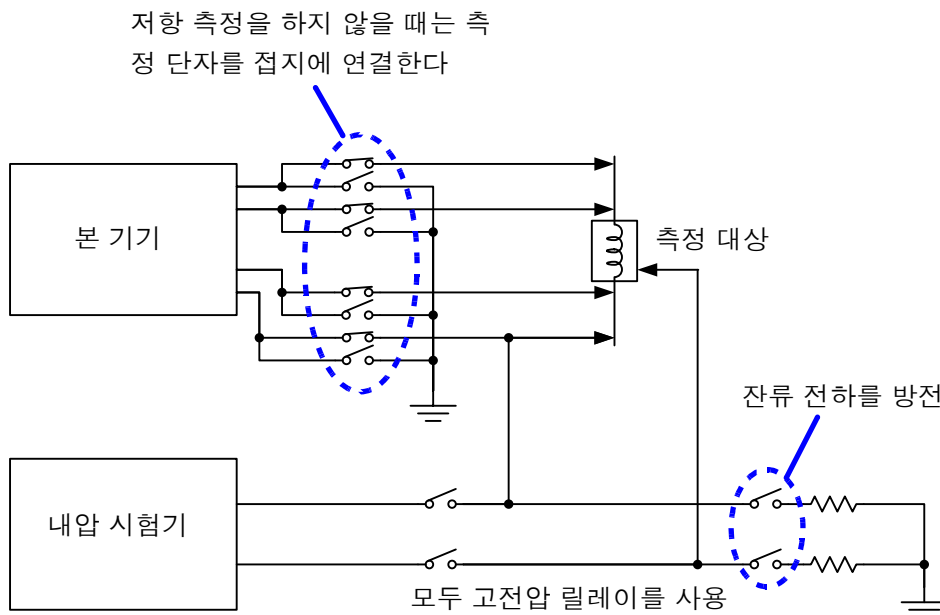 저항 측정을 하지 않을 때는 측
정 단자를 접지에 연결한다
본 기기
측정 대상
잔류 전하를 방전
내압 시험기
모두 고전압 릴레이를 사용